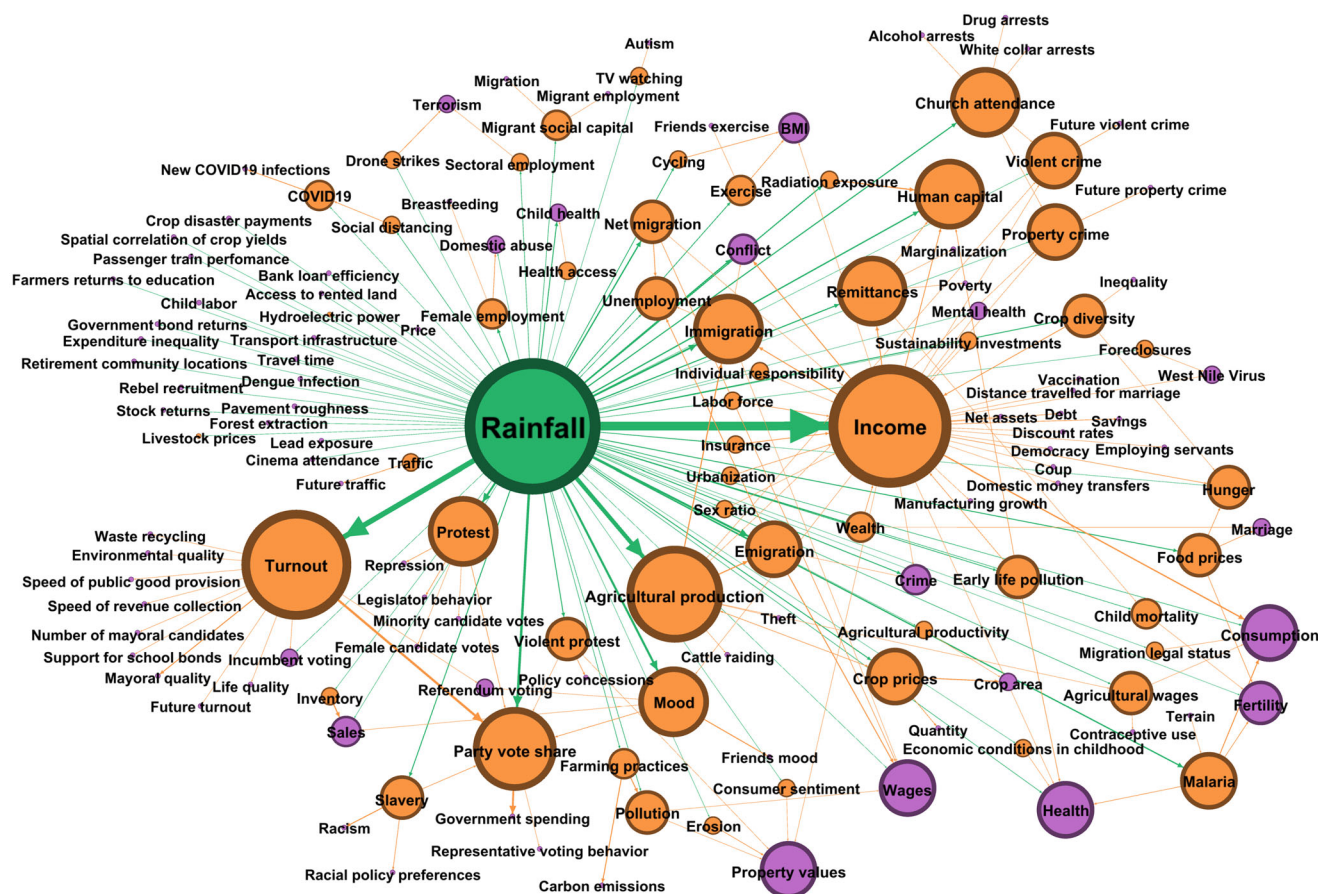 Drug arrests
Alcohol arrests
Autism
White collar arrests
Migration
TV watching
Migrant employment
Terrorism
Church attendance
Migrant social capital
Friends exercise
BMI
Future violent crime
Drone strikes
Sectoral employment
Cycling
Violent crime
New COVID19 infections
COVID19
Exercise
Radiation exposure
Human capital
Future property crime
Breastfeeding
Crop disaster payments
Social distancing
Child health
Net migration
Property crime
Spatial correlation of crop yields
Domestic abuse
Conflict
Marginalization
Passenger train perfomance
Bank loan efficiency
Health access
Farmers returns to education
Access to rented land
Unemployment
Remittances
Poverty
Inequality
Child labor
Hydroelectric power
Price
Female employment
Immigration
Mental health
Crop diversity
Government bond returns
Transport infrastructure
Sustainability investments
Expenditure inequality
Foreclosures
Retirement community locations
Travel time
Individual responsibility
West Nile Virus
Rebel recruitment
Dengue infection
Vaccination
Distance travelled for marriage
Labor force
Stock returns
Pavement roughness
Forest extraction
Rainfall
Income
Net assets
Debt
Savings
Discount rates
Livestock prices
Lead exposure
Insurance
Democracy
Employing servants
Cinema attendance
Traffic
Coup
Future traffic
Urbanization
Domestic money transfers
Hunger
Sex ratio
Manufacturing growth
Waste recycling
Protest
Wealth
Marriage
Environmental quality
Turnout
Repression
Emigration
Food prices
Speed of public good provision
Agricultural production
Crime
Early life pollution
Speed of revenue collection
Legislator behavior
Minority candidate votes
Theft
Child mortality
Number of mayoral candidates
Female candidate votes
Violent protest
Agricultural productivity
Consumption
Support for school bonds
Incumbent voting
Cattle raiding
Migration legal status
Mayoral quality
Life quality
Policy concessions
Crop prices
Crop area
Future turnout
Inventory
Referendum voting
Mood
Agricultural wages
Fertility
Terrain
Sales
Quantity
Contraceptive use
Party vote share
Farming practices
Friends mood
Economic conditions in childhood
Slavery
Consumer sentiment
Wages
Malaria
Racism
Government spending
Pollution
Erosion
Health
Representative voting behavior
Racial policy preferences
Carbon emissions
Property values